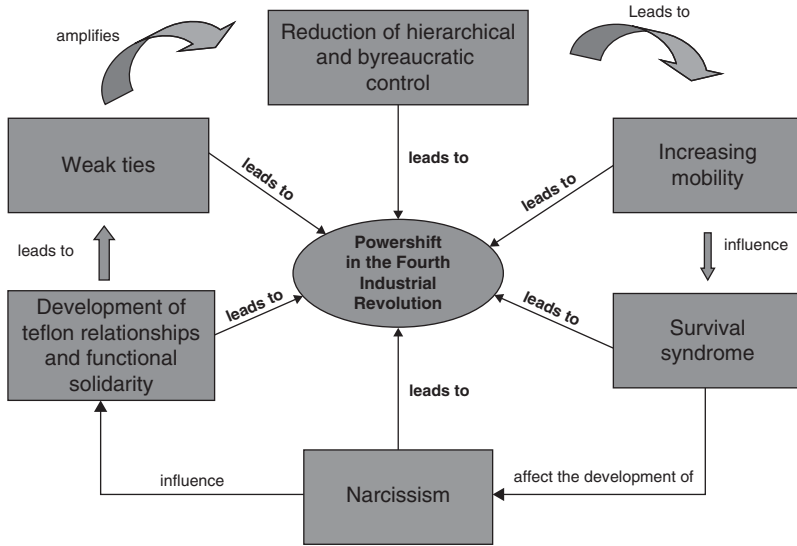 amplifies
Reduction of hierarchical
and byreaucratic
control
Leads to
Weak ties
leads to
leads to
leads to
Increasing
mobility
leads to
Powershift
in the Fourth
Industrial
Revolution
influence
Development of
teflon relationships
and functional
solidarity
leads to
leads to
Survival
syndrome
leads to
influence
Narcissism
affect the development of